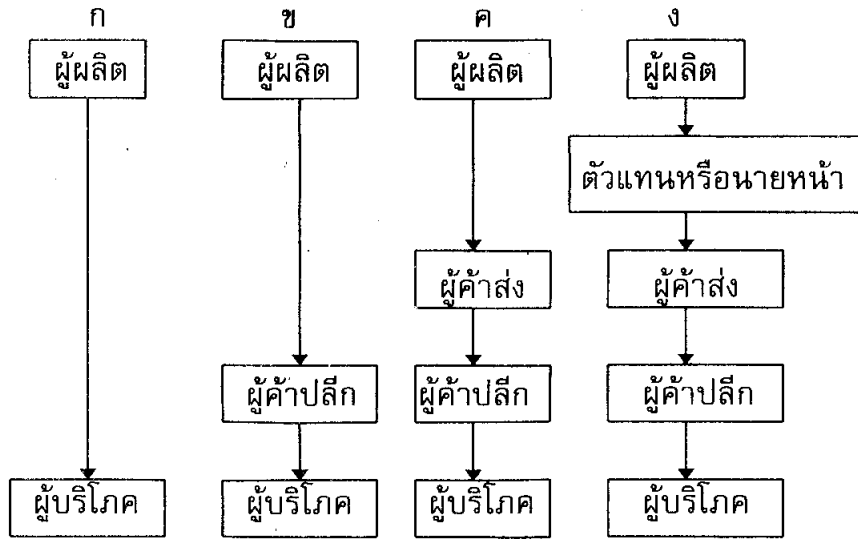 ก ข ค ง
ผู้ผลิต ผู้ผลิต ผู้ผลิต ผู้ผลิต
ตัวแทนหรือนายหน้า
ผู้ค้าส่ง ผู้ค้าส่ง
ผู้ค้าปลีก ผู้ค้าปลีก ผู้ค้าปลีก
ผู้บริโภค ผู้บริโภค ผู้บริโภค ผู้บริโภค